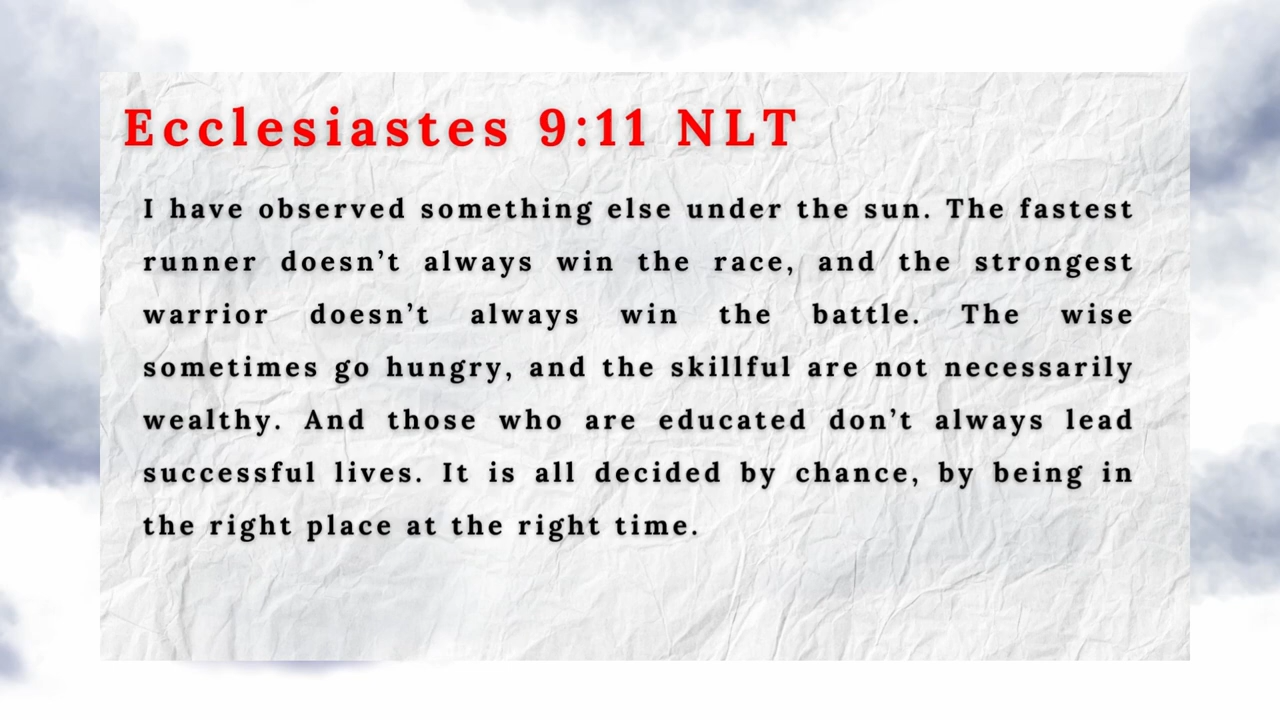 Ecclesiastes 9:11 NLT
I have observed something else under the sun. The fastest
runner doesn’t always win the race, and the strongest
warrior doesn’t always win the battle. The wise
sometimes go hungry, and the skillful are not necessarily
wealthy. And those who are educated don’t always lead
successful lives. It is all decided by chance, by being in
the right place at the right time.